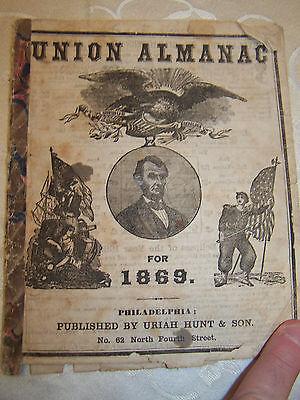 UNION ALMANAC
FOR
1869.
PHILADELPHIA:
PUBLISHED BY URIAH HUNT & SON.
No. 62 North Fourth Street.